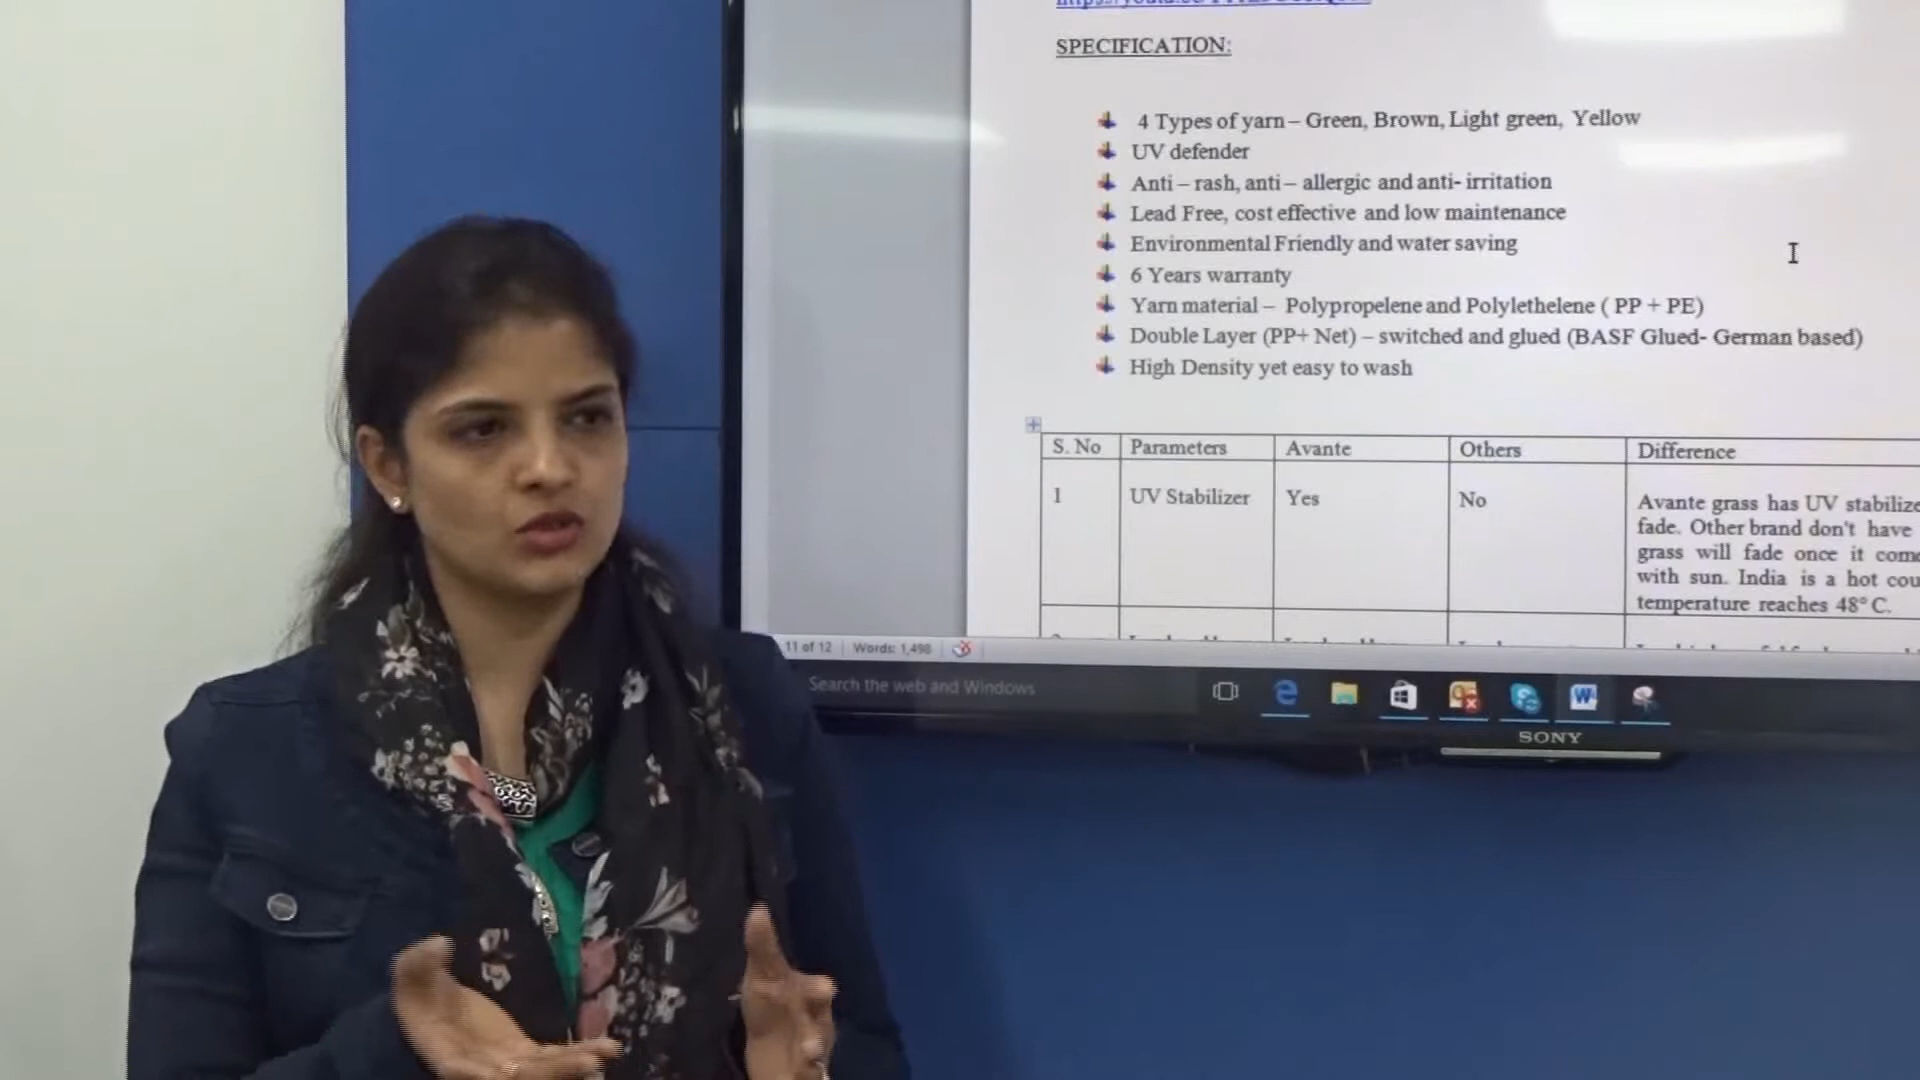 SPECIFICATION:
4 Types of yarn – Green, Brown, Light green, Yellow
UV defender
Anti – rash, anti – allergic and anti- irritation
Lead Free, cost effective and low maintenance
Environmental Friendly and water saving
6 Years warranty
Yarn material – Polypropelene and Polylethelene ( PP + PE)
Double Layer (PP+ Net) – switched and glued (BASF Glued- German based)
High Density yet easy to wash
S. No Parameters Avante Others Difference
1 UV Stabilizer Yes No Avante grass has UV stabilize
fade. Other brand don't have
grass will fade once it com
with sun. India is a hot cou
temperature reaches 48° C.
11 of 12 Words: 1,498
Search the web and Windows
SONY